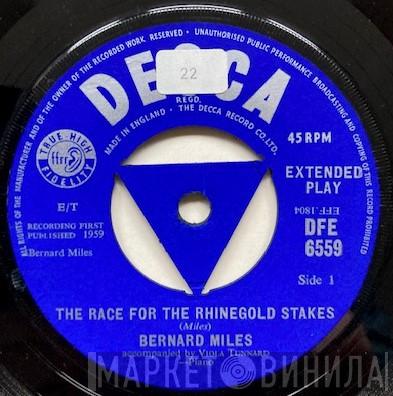 ALL RIGHTS OF THE MANUFACTURER AND OF THE OWNER OF THE RECORDED WORK RESERVED • UNAUTHORISED PUBLIC PERFORMANCE BROADCASTING AND COPYING OF THIS RECORD PROHIBITED
DECCA
22
REGD.
MADE IN ENGLAND. • THE DECCA RECORD CO. LTD.
45 RPM
TRUE-HIGH
ffrr
FIDELITY
EXTENDED
PLAY
E/T
EFF.1804
RECORDING FIRST
PUBLISHED 1959
DFE
6559
Bernard Miles
Side 1
THE RACE FOR THE RHINEGOLD STAKES
(Miles)
BERNARD MILES
accompanied by VIOLA TUNNARD
—Piano
МАРКЕТ ВИНИЛА!